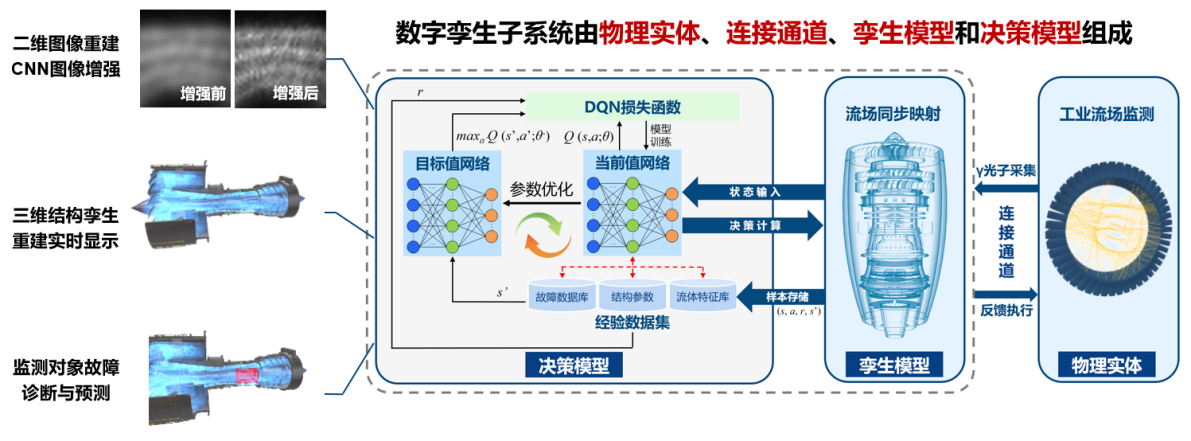 数字孪生子系统由物理实体、连接通道、孪生模型和决策模型组成
二维图像重建
CNN图像增强
增强前
增强后
三维结构孪生
重建实时显示
监测对象故障
诊断与预测
r
DQN损失函数
maxₐ' Q (s',a';θ⁻)
Q (s,a;θ)
模型
训练
目标值网络
当前值网络
参数优化
s'
故障数据库
结构参数
流体特征库
经验数据集
决策模型
状态输入
决策计算
样本存储
(s, a, r, s')
流场同步映射
孪生模型
γ光子采集
连接通道
反馈执行
工业流场监测
物理实体